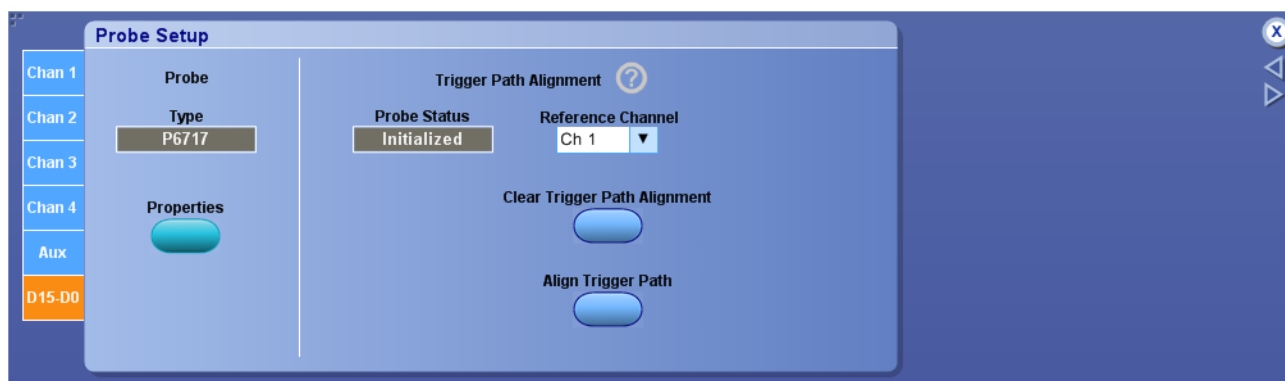 Probe Setup
X
Chan 1
Chan 2
Chan 3
Chan 4
Aux
D15-D0
Probe
Type
P6717
Properties
Trigger Path Alignment ?
Probe Status
Initialized
Reference Channel
Ch 1
Clear Trigger Path Alignment
Align Trigger Path